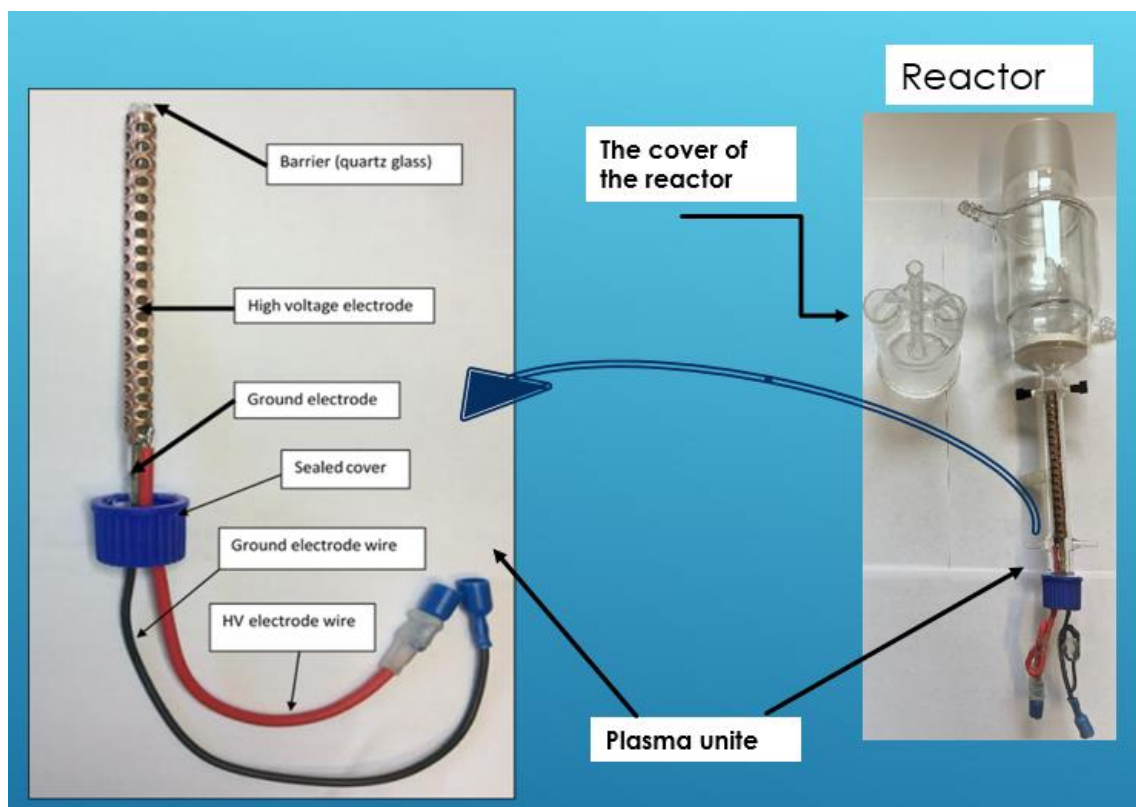 Reactor
The cover of
the reactor
Barrier (quartz glass)
High voltage electrode
Ground electrode
Sealed cover
Ground electrode wire
HV electrode wire
Plasma unite